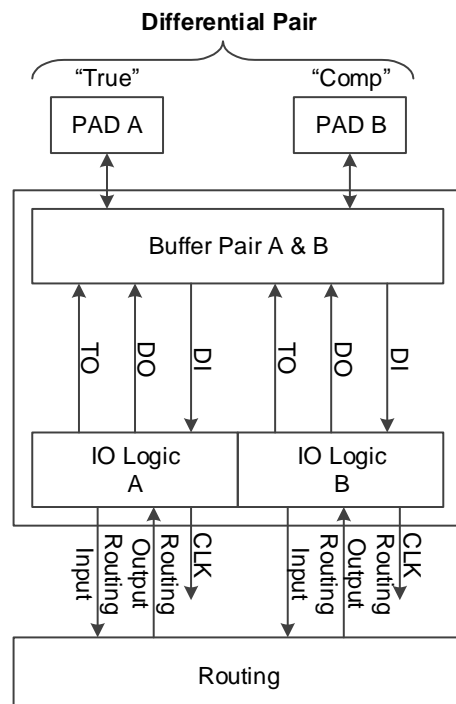 Differential Pair
“True”
“Comp”
PAD A
PAD B
Buffer Pair A & B
TO
DO
DI
TO
DO
DI
IO Logic
A
IO Logic
B
Routing
Input
Routing
Output
CLK
Routing
Input
Routing
Output
CLK
Routing